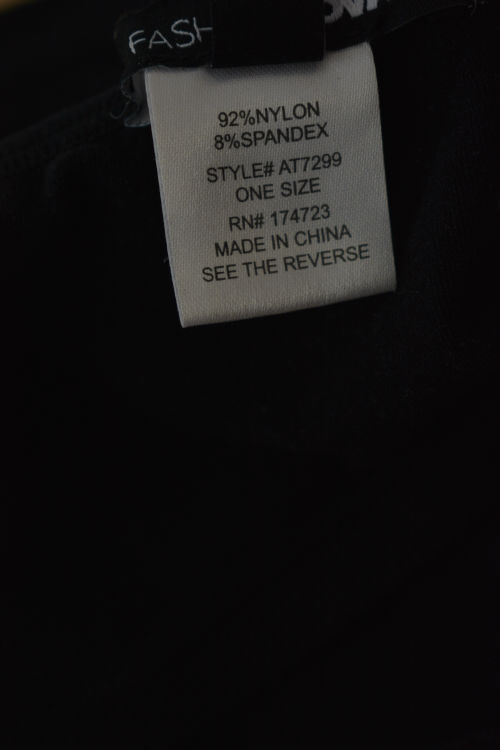 FASH
92%NYLON
8%SPANDEX
STYLE# AT7299
ONE SIZE
RN# 174723
MADE IN CHINA
SEE THE REVERSE